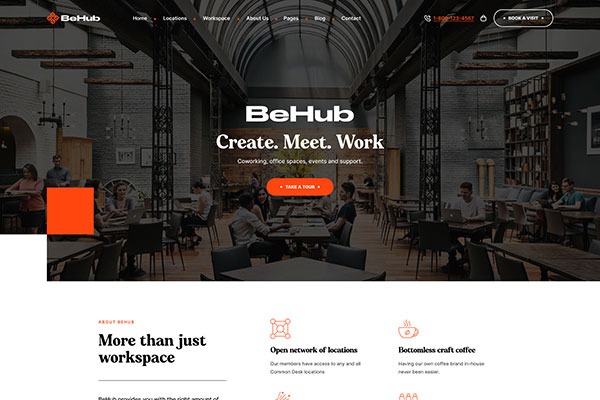 BeHub
Home Locations Workspace About Us Pages Blog Contact
1-800-123-4567
BOOK A VISIT
BeHub
Create. Meet. Work
Coworking, office spaces, events and support.
TAKE A TOUR
ABOUT BEHUB
More than just
workspace
BeHub provides you with the right amount of
Open network of locations
Our members have access to any and all
Common Desk locations
Bottomless craft coffee
Having our own coffee brand in-house
never been easier.